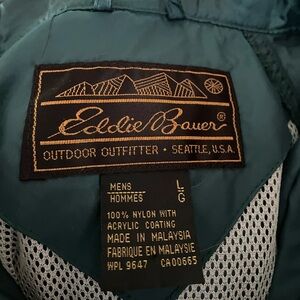 Eddie Bauer®
OUTDOOR OUTFITTER • SEATTLE, U.S.A.
MENS L
HOMMES G
100% NYLON WITH
ACRYLIC COATING
MADE IN MALAYSIA
FABRIQUE EN MALAYSIE
WPL 9647 CA00665